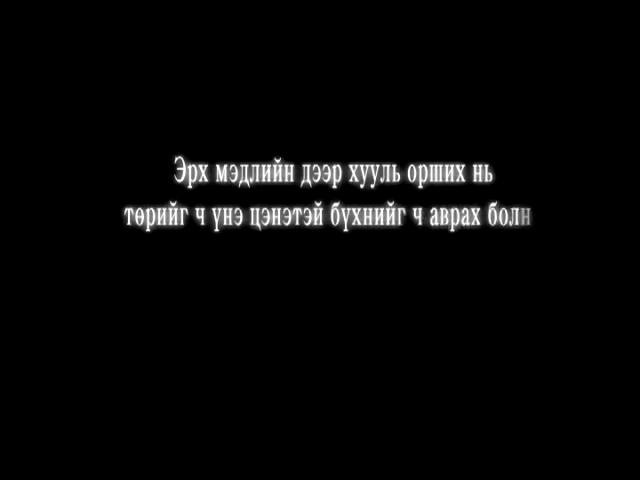 Эрх мэдлийн дээр хууль орших нь
төрийг ч үнэ цэнэтэй бүхнийг ч аврах болн